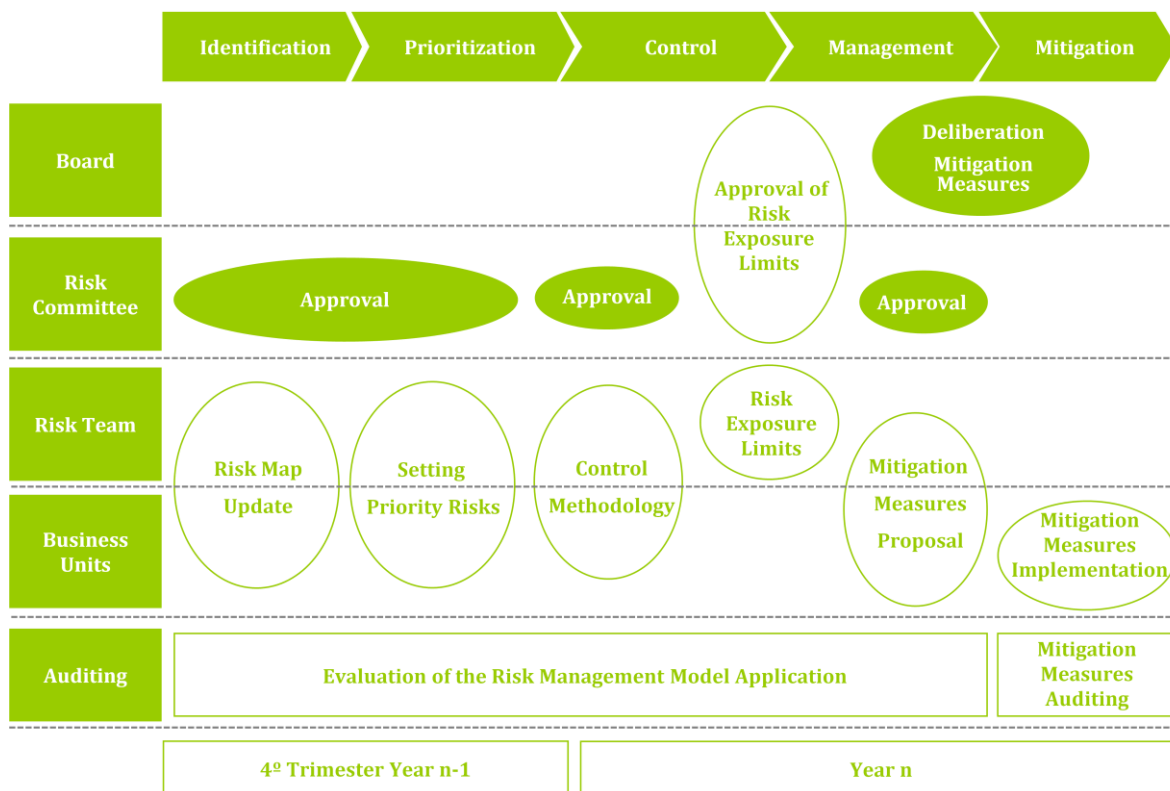 Identification
Prioritization
Control
Management
Mitigation
Board
Approval of
Risk
Exposure
Limits
Deliberation
Mitigation
Measures
Risk
Committee
Approval
Approval
Approval
Risk Team
Risk Map
Update
Setting
Priority Risks
Control
Methodology
Risk
Exposure
Limits
Mitigation
Measures
Proposal
Business
Units
Mitigation
Measures
Implementation
Auditing
Evaluation of the Risk Management Model Application
Mitigation
Measures
Auditing
4º Trimester Year n-1
Year n